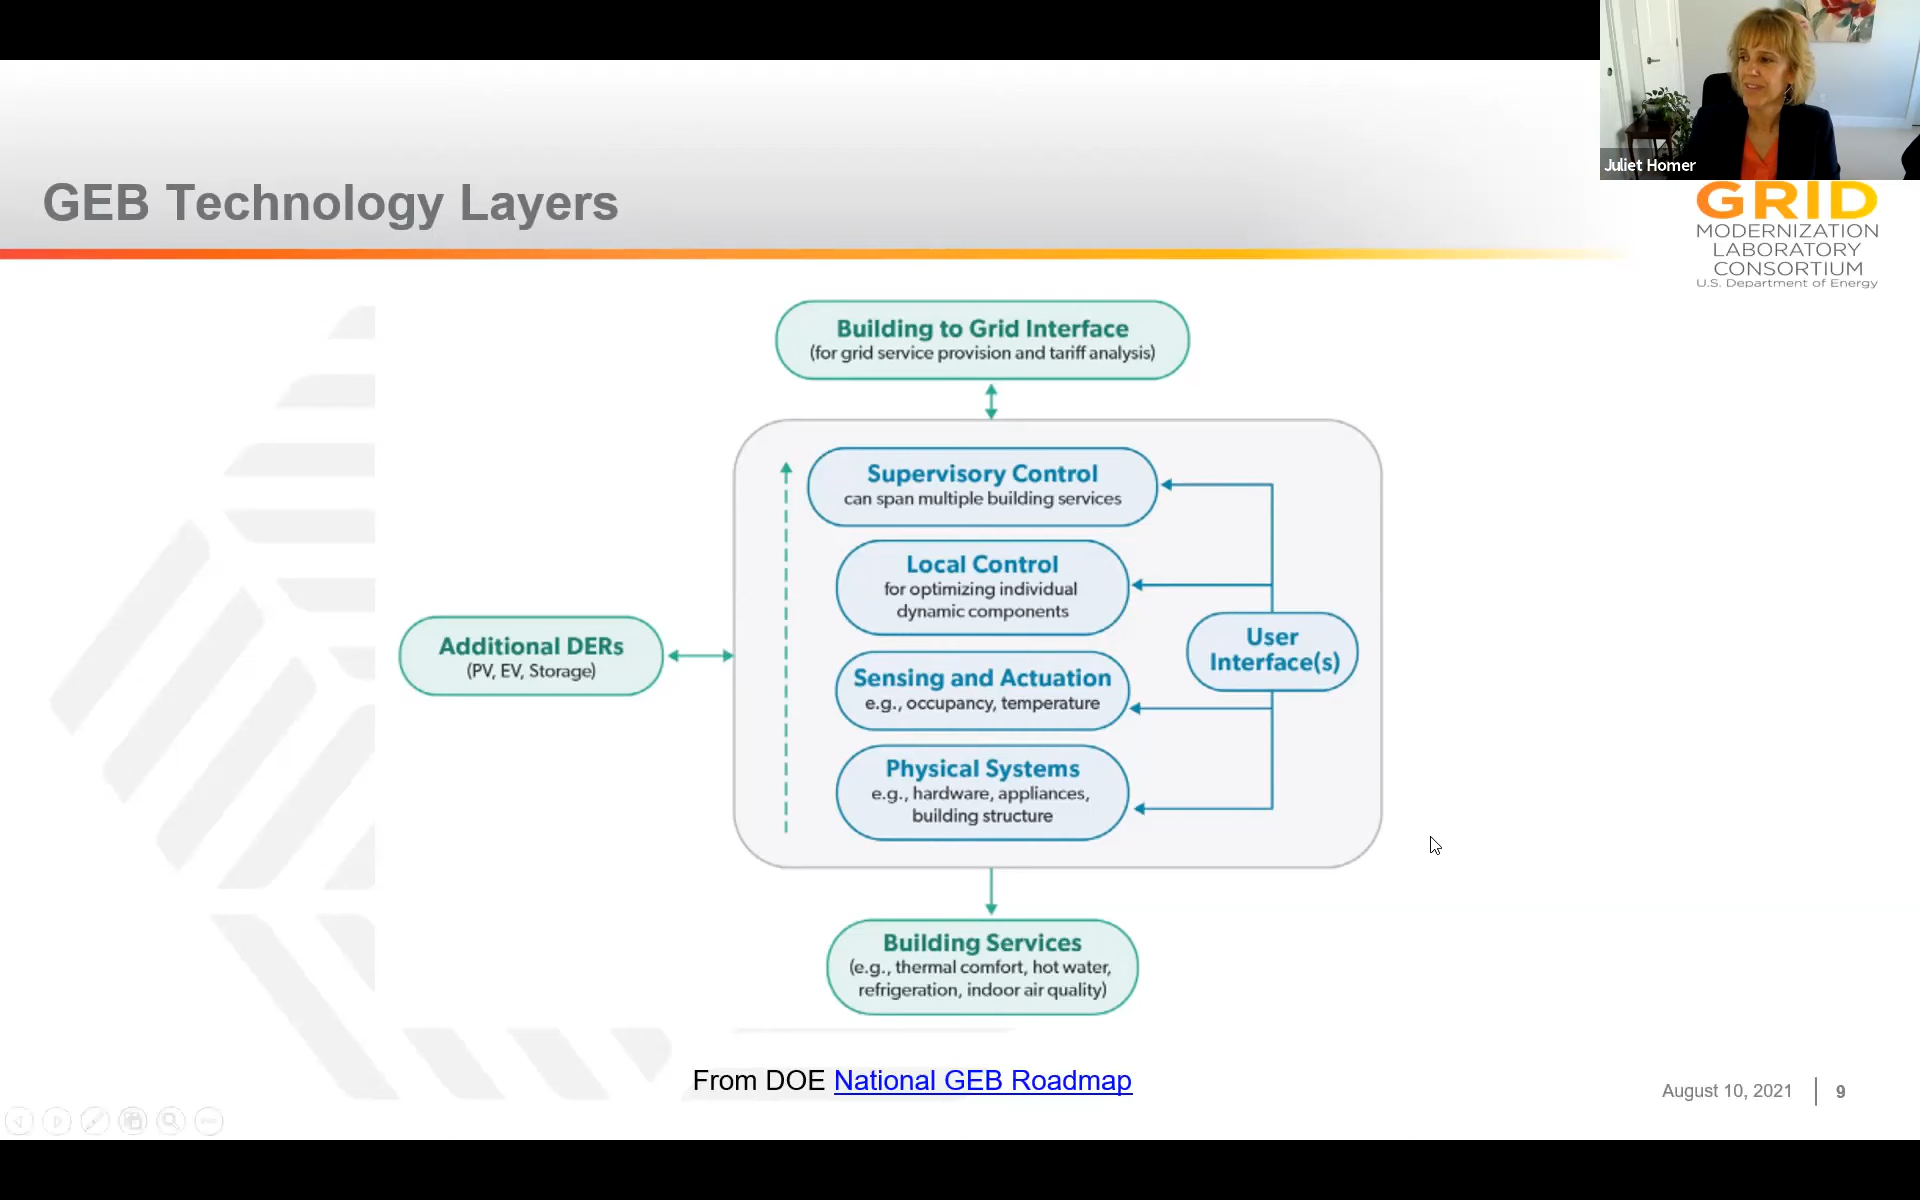 Juliet Homer
GEB Technology Layers
GRID
MODERNIZATION
LABORATORY
CONSORTIUM
U.S. Department of Energy
Building to Grid Interface
(for grid service provision and tariff analysis)
Supervisory Control
can span multiple building services
Local Control
for optimizing individual
dynamic components
User
Interface(s)
Additional DERs
(PV, EV, Storage)
Sensing and Actuation
e.g., occupancy, temperature
Physical Systems
e.g., hardware, appliances,
building structure
Building Services
(e.g., thermal comfort, hot water,
refrigeration, indoor air quality)
From DOE National GEB Roadmap
August 10, 2021 | 9